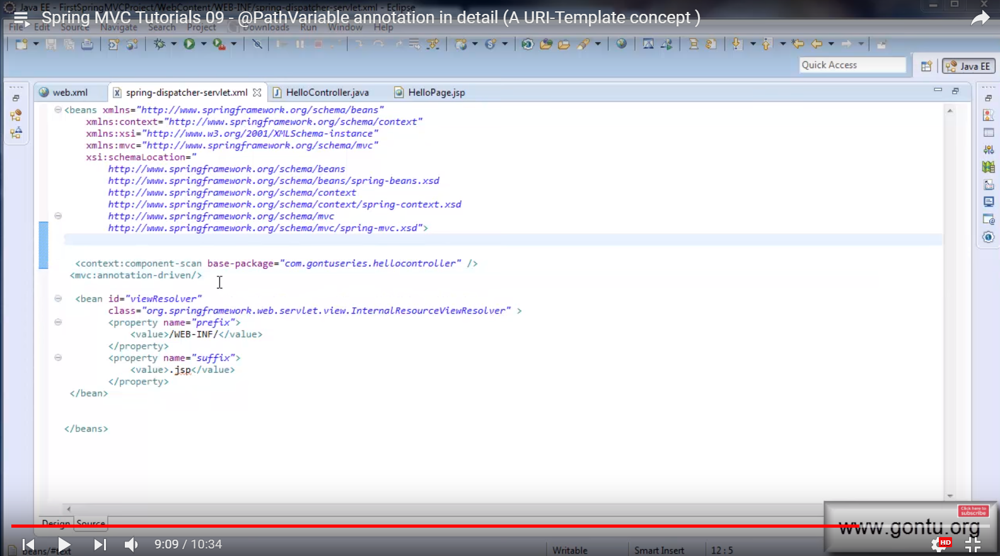 Java EE - FirstSpringMVCProject/WebContent/WEB-INF/spring-dispatcher-servlet.xml - Eclipse
Spring MVC Tutorials 09 - @PathVariable annotation in detail (A URI-Template concept )
File Edit Source Navigate Search Project Downloads Run Window Help
Quick Access
Java EE
web.xml
spring-dispatcher-servlet.xml
HelloController.java
HelloPage.jsp
<beans xmlns="http://www.springframework.org/schema/beans"
xmlns:context="http://www.springframework.org/schema/context"
xmlns:xsi="http://www.w3.org/2001/XMLSchema-instance"
xmlns:mvc="http://www.springframework.org/schema/mvc"
xsi:schemaLocation="
http://www.springframework.org/schema/beans
http://www.springframework.org/schema/beans/spring-beans.xsd
http://www.springframework.org/schema/context
http://www.springframework.org/schema/context/spring-context.xsd
http://www.springframework.org/schema/mvc
http://www.springframework.org/schema/mvc/spring-mvc.xsd">
<context:component-scan base-package="com.gontuseries.hellocontroller" />
<mvc:annotation-driven/>
<bean id="viewResolver"
class="org.springframework.web.servlet.view.InternalResourceViewResolver" >
<property name="prefix">
<value>/WEB-INF/</value>
</property>
<property name="suffix">
<value>.jsp</value>
</property>
</bean>
</beans>
Design
Source
Click here to
subscribe
www.gontu.org
9:09 / 10:34
HD
beans/#text
Writable
Smart Insert
12 : 5